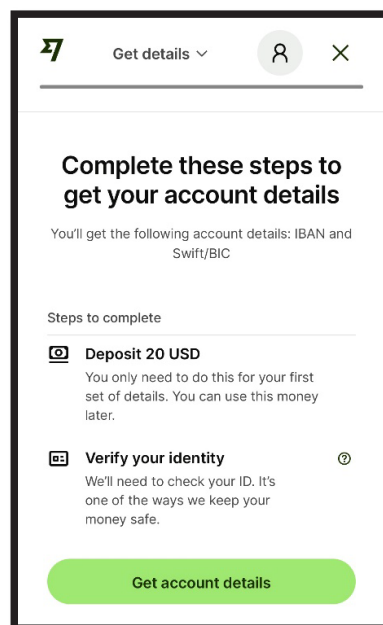 Get details
Complete these steps to
get your account details
You'll get the following account details: IBAN and
Swift/BIC
Steps to complete
Deposit 20 USD
You only need to do this for your first
set of details. You can use this money
later.
Verify your identity
We'll need to check your ID. It's
one of the ways we keep your
money safe.
Get account details